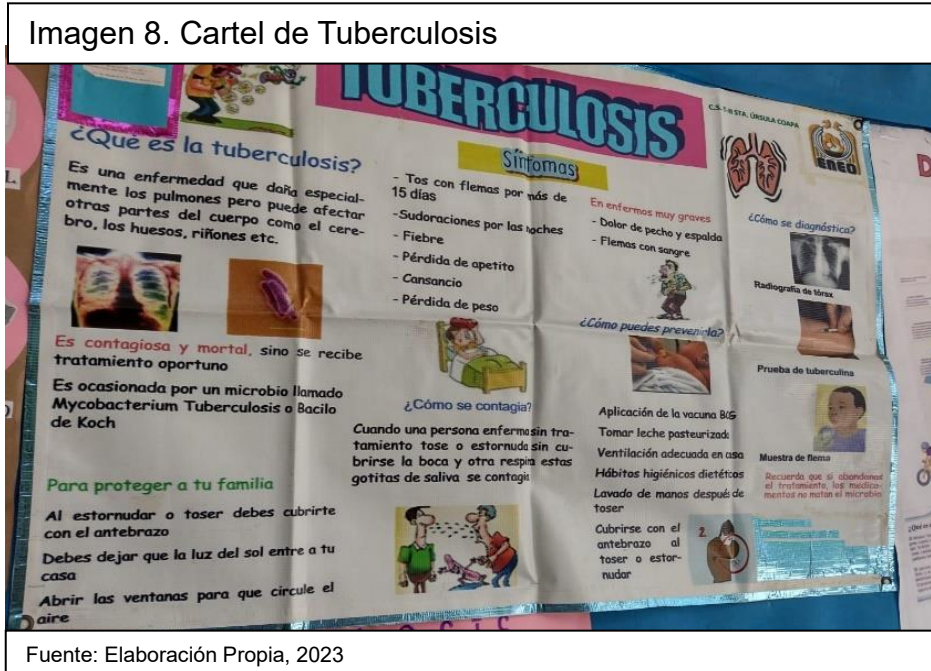 Imagen 8. Cartel de Tuberculosis
TUBERCULOSIS
C.S. T-III STA. ÚRSULA COAPA
ENEO
¿Qué es la tuberculosis?
Es una enfermedad que daña especial-
mente los pulmones pero puede afectar
otras partes del cuerpo como el cere-
bro, los huesos, riñones etc.
Es contagiosa y mortal, sino se recibe
tratamiento oportuno
Es ocasionada por un microbio llamado
Mycobacterium Tuberculosis o Bacilo
de Koch
Para proteger a tu familia
Al estornudar o toser debes cubrirte
con el antebrazo
Debes dejar que la luz del sol entre a tu
casa
Abrir las ventanas para que circule el
aire
Síntomas
- Tos con flemas por más de
15 días
-Sudoraciones por las noches
- Fiebre
- Pérdida de apetito
- Cansancio
- Pérdida de peso
¿Cómo se contagia?
Cuando una persona enferma sin tra-
tamiento tose o estornuda sin cu-
brirse la boca y otra respira estas
gotitas de saliva se contagia
En enfermos muy graves
- Dolor de pecho y espalda
- Flemas con sangre
¿Cómo puedes prevenirla?
Aplicación de la vacuna BCG
Tomar leche pasteurizada
Ventilación adecuada en casa
Hábitos higiénicos dietéticos
Lavado de manos después de
toser
Cubrirse con el
antebrazo al
toser o estor-
nudar
2
¿Cómo se diagnóstica?
Radiografía de tórax
Prueba de tuberculina
Muestra de flema
Recuerda que si abandonas
el tratamiento, los medica-
mentos no matan el microbio
Fuente: Elaboración Propia, 2023